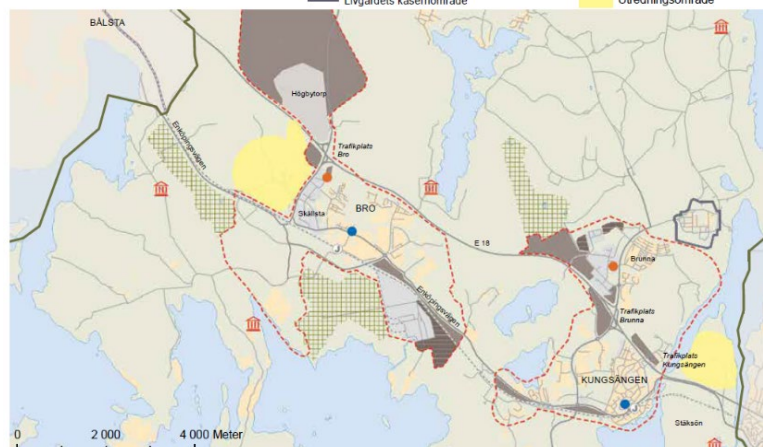 Livgardets kasernområde
Utredningsområde
BÅLSTA
Högbytorp
Enköpingsvägen
Trafikplats
Bro
BRO
Skällsta
E 18
Brunna
Enköpingsvägen
Trafikplats
Brunna
Trafikplats
Kungsängen
KUNGSÄNGEN
Stäksön
0 2 000 4 000 Meter